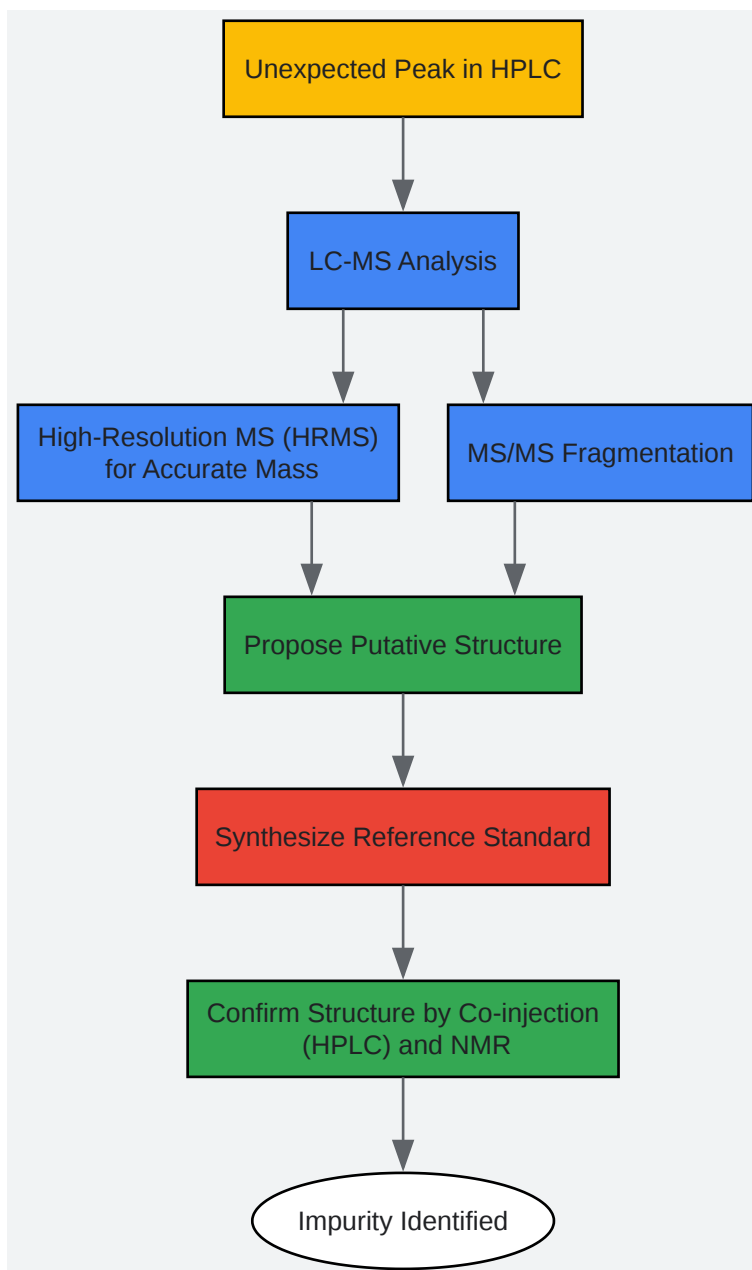 Unexpected Peak in HPLC
LC-MS Analysis
High-Resolution MS (HRMS)
for Accurate Mass
MS/MS Fragmentation
Propose Putative Structure
Synthesize Reference Standard
Confirm Structure by Co-injection
(HPLC) and NMR
Impurity Identified